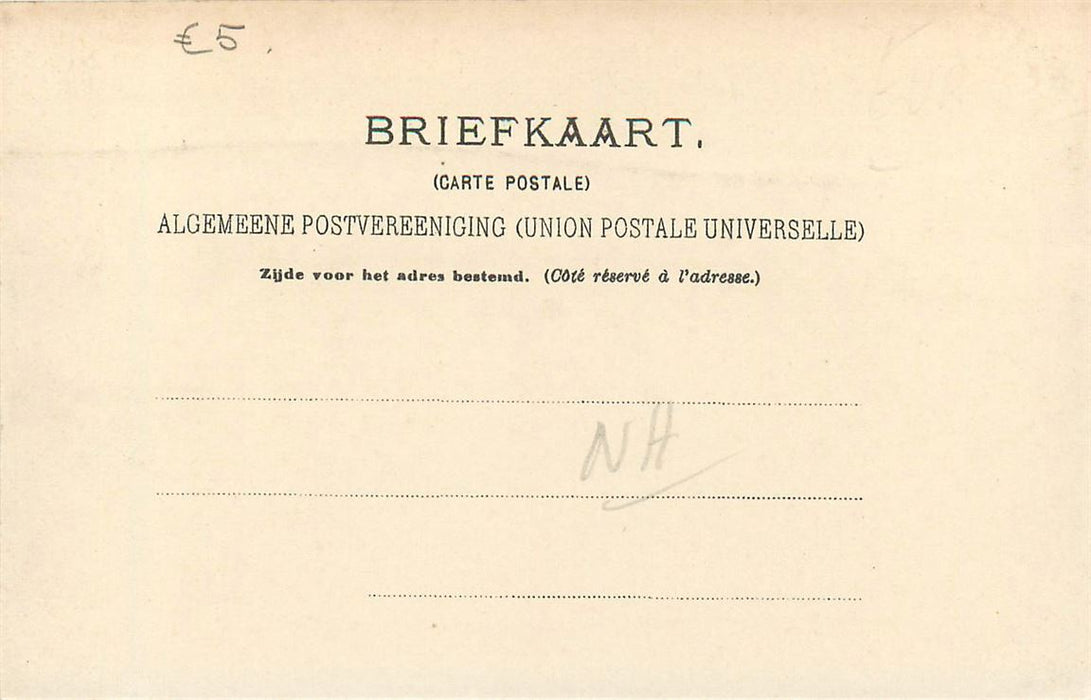 €5.
BRIEFKAART.
(CARTE POSTALE)
ALGEMEENE POSTVEREENIGING (UNION POSTALE UNIVERSELLE)
Zijde voor het adres bestemd. (Côté réservé à l'adresse.)
NH